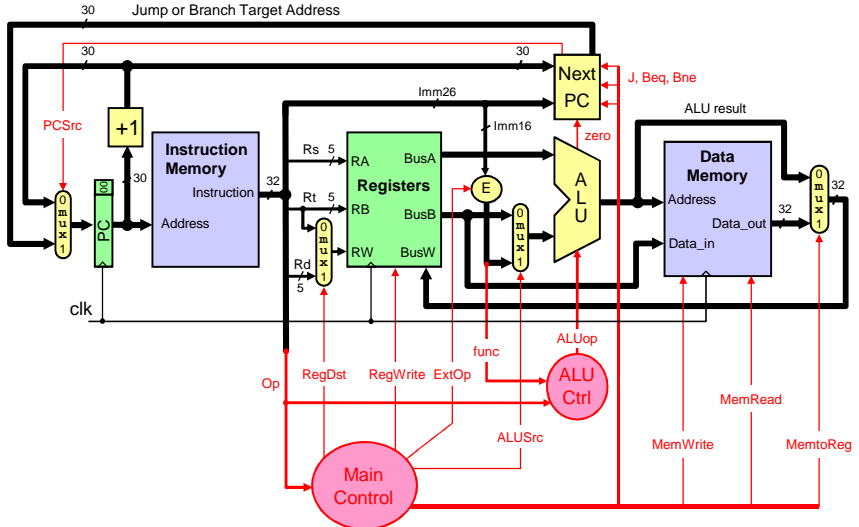 30
Jump or Branch Target Address
30
30
Next
PC
J, Beq, Bne
Imm26
ALU result
PCSrc
+1
Instruction
Memory
Instruction
Address
32
Rs
5
RA
BusA
Imm16
zero
Registers
E
A
L
U
Data
Memory
Address
Data_out
Data_in
32
0
m
u
x
1
32
30
00
PC
0
m
u
x
1
Rt
5
RB
BusB
0
m
u
x
1
RW
BusW
0
m
u
x
1
Rd
5
clk
func
ALUop
Op
RegDst
RegWrite
ExtOp
ALU
Ctrl
ALUSrc
MemRead
MemWrite
MemtoReg
Main
Control